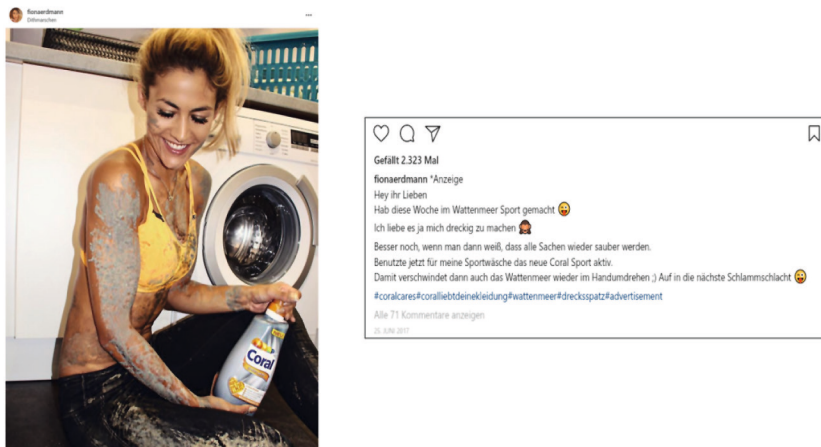 fionaerdmann
Dithmarschen
Coral
Gefällt 2.323 Mal
fionaerdmann *Anzeige
Hey ihr Lieben
Hab diese Woche im Wattenmeer Sport gemacht 😛
Ich liebe es ja mich dreckig zu machen 🙈
Besser noch, wenn man dann weiß, dass alle Sachen wieder sauber werden.
Benutzte jetzt für meine Sportwäsche das neue Coral Sport aktiv.
Damit verschwindet dann auch das Wattenmeer wieder im Handumdrehen ;) Auf in die nächste Schlammschlacht 😛
#coralcares#coralliebtdeinekleidung#wattenmeer#drecksspatz#advertisement
Alle 71 Kommentare anzeigen
25. JUNI 2017